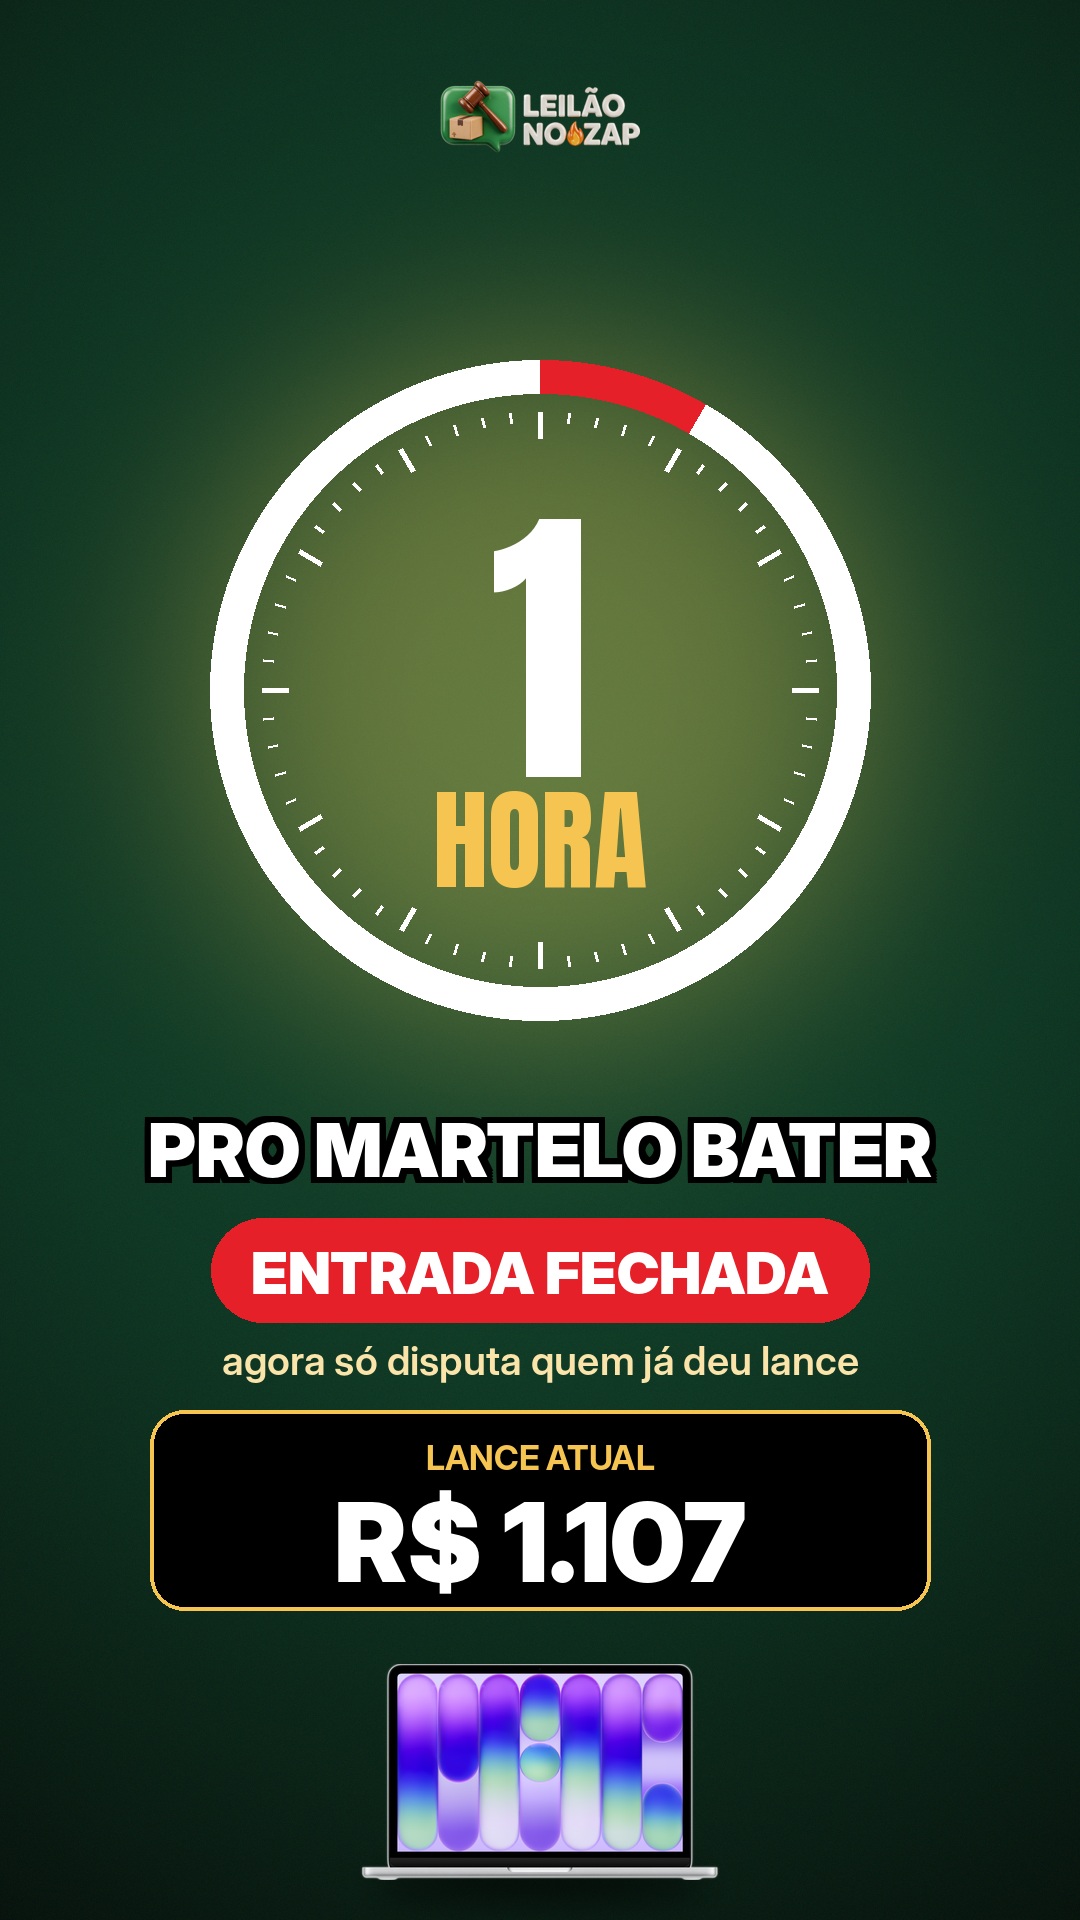 LEILÃO
NO🔥ZAP
1
HORA
PRO MARTELO BATER
ENTRADA FECHADA
agora só disputa quem já deu lance
LANCE ATUAL
R$ 1.107